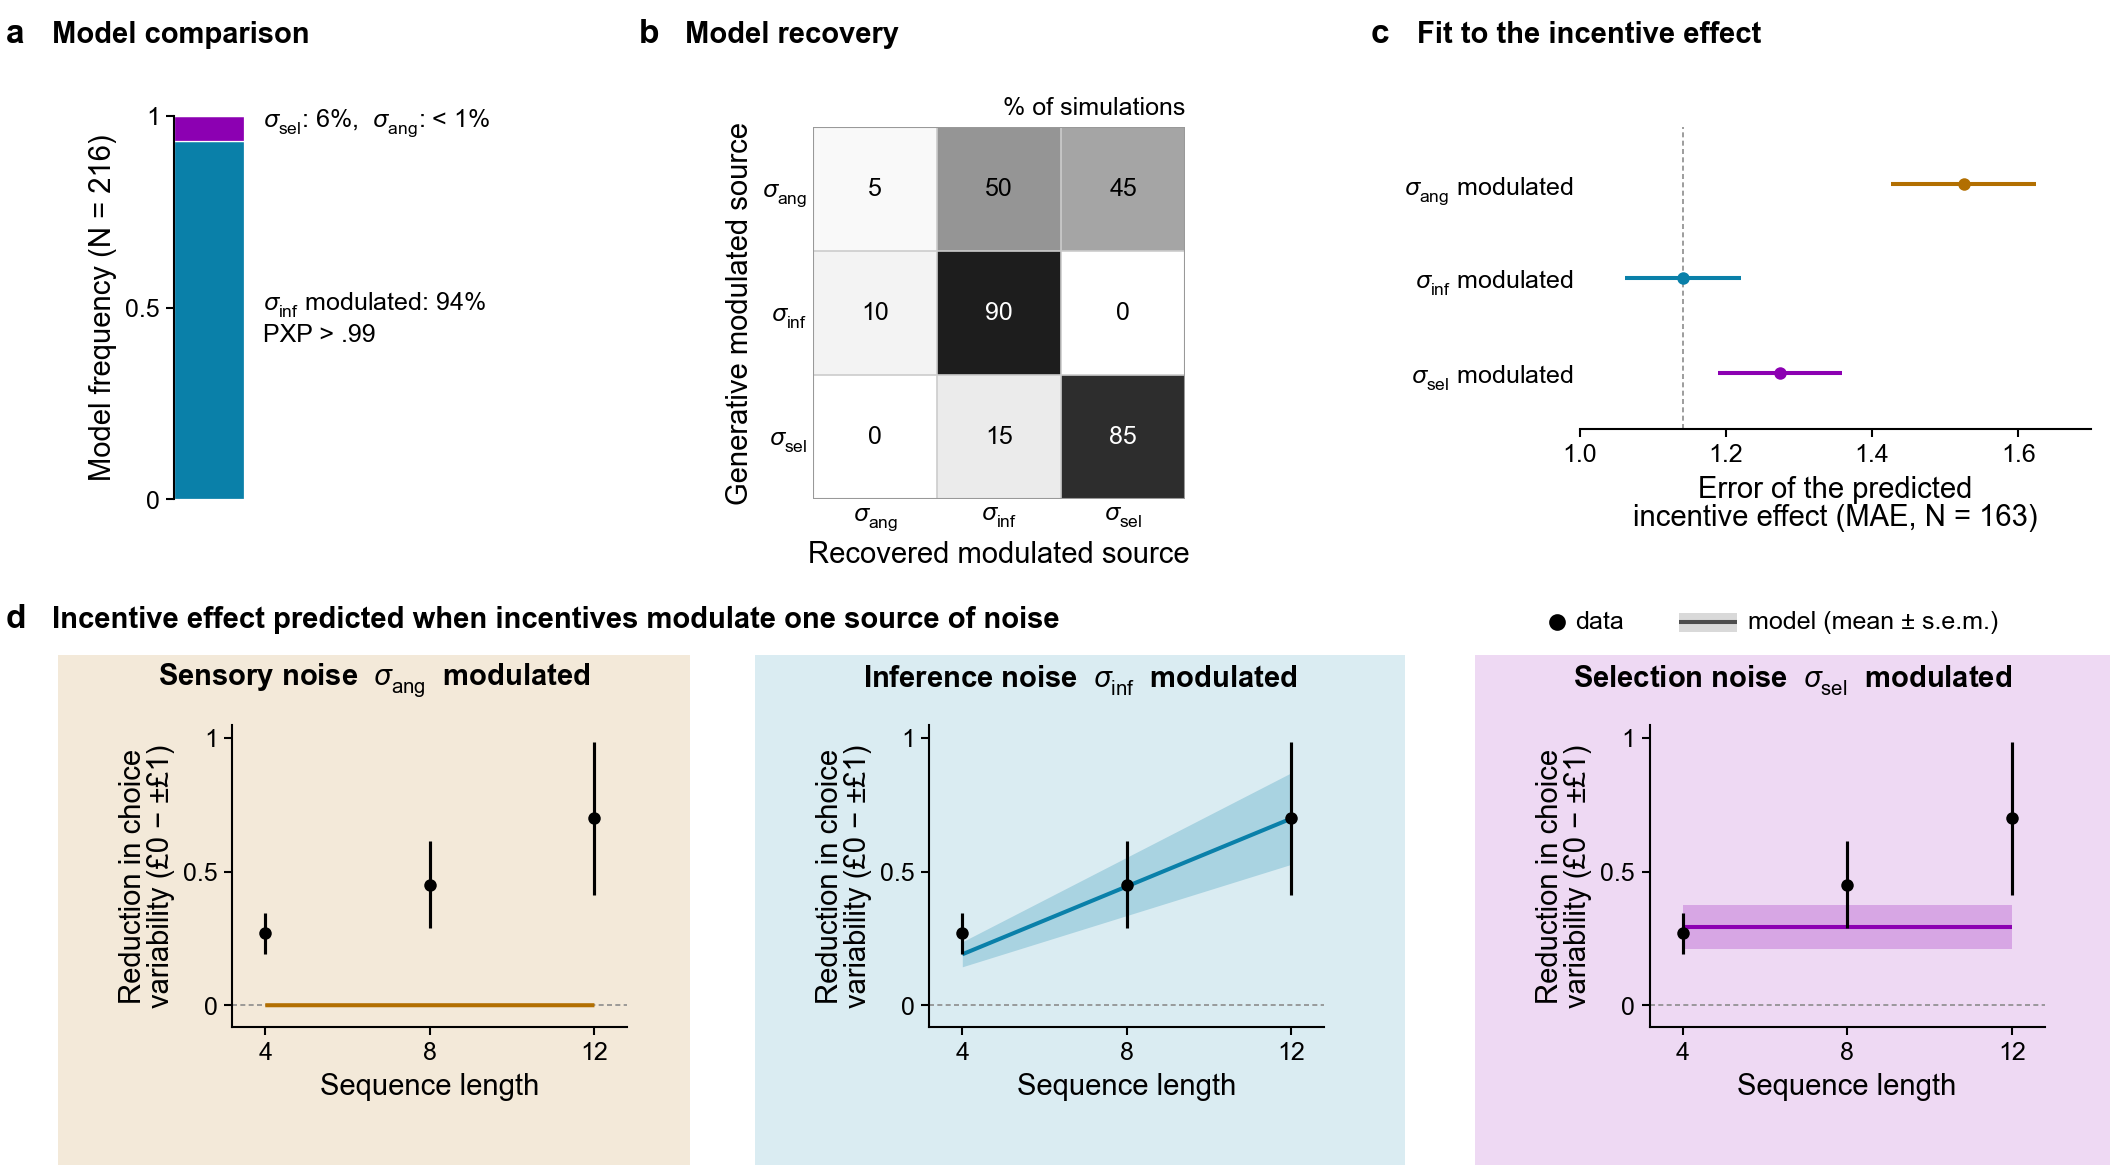 a Model comparison
1
σsel: 6%, σang: < 1%
Model frequency (N = 216)
0.5
σinf modulated: 94%
PXP > .99
0
b Model recovery
% of simulations
Generative modulated source
σang 5 50 45
σinf 10 90 0
σsel 0 15 85
σang σinf σsel
Recovered modulated source
c Fit to the incentive effect
σang modulated
σinf modulated
σsel modulated
1.0 1.2 1.4 1.6
Error of the predicted
incentive effect (MAE, N = 163)
d Incentive effect predicted when incentives modulate one source of noise
data
model (mean ± s.e.m.)
Sensory noise σang modulated
Reduction in choice
variability (£0 − ±£1)
1
0.5
0
4 8 12
Sequence length
Inference noise σinf modulated
Reduction in choice
variability (£0 − ±£1)
1
0.5
0
4 8 12
Sequence length
Selection noise σsel modulated
Reduction in choice
variability (£0 − ±£1)
1
0.5
0
4 8 12
Sequence length